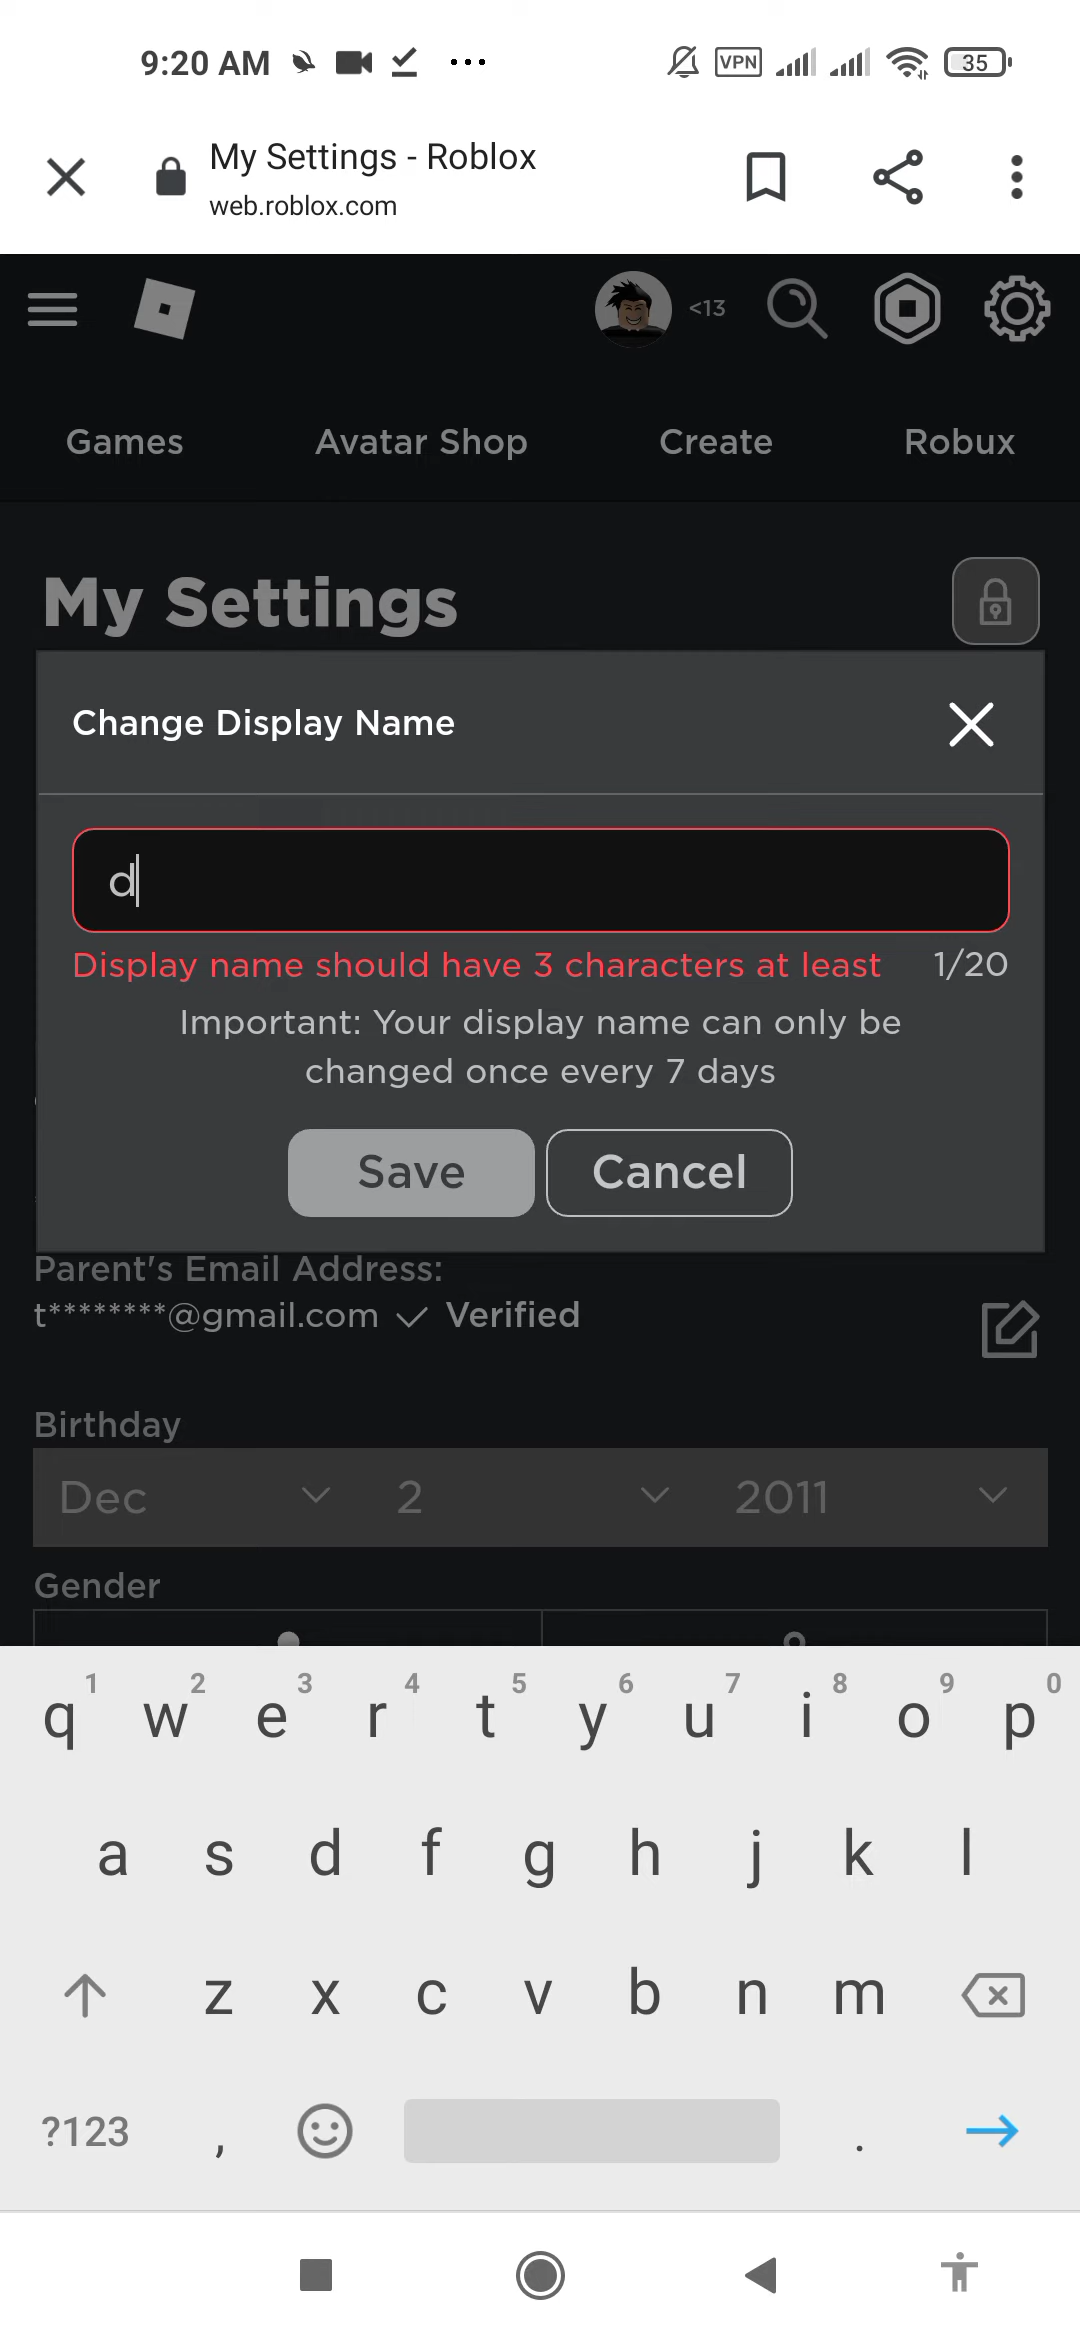 9:20 AM
VPN
35
My Settings - Roblox
web.roblox.com
<13
Games Avatar Shop Create Robux
My Settings
Change Display Name
d
Display name should have 3 characters at least 1/20
Important: Your display name can only be
changed once every 7 days
Save Cancel
Parent's Email Address:
t********@gmail.com Verified
Birthday
Dec 2 2011
Gender
1 2 3 4 5 6 7 8 9 0
q w e r t y u i o p
a s d f g h j k l
z x c v b n m
?123 , .